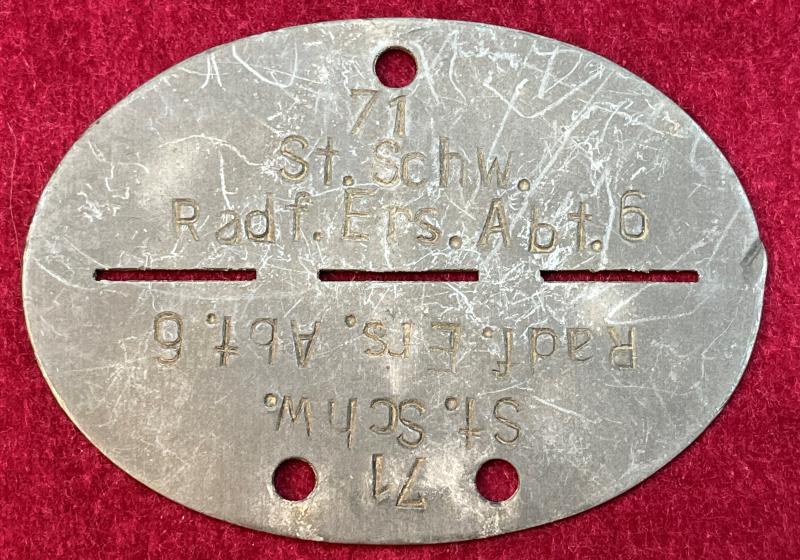 71
St. Schw.
Radf. Ers. Abt. 6
71
St. Schw.
Radf. Ers. Abt. 6